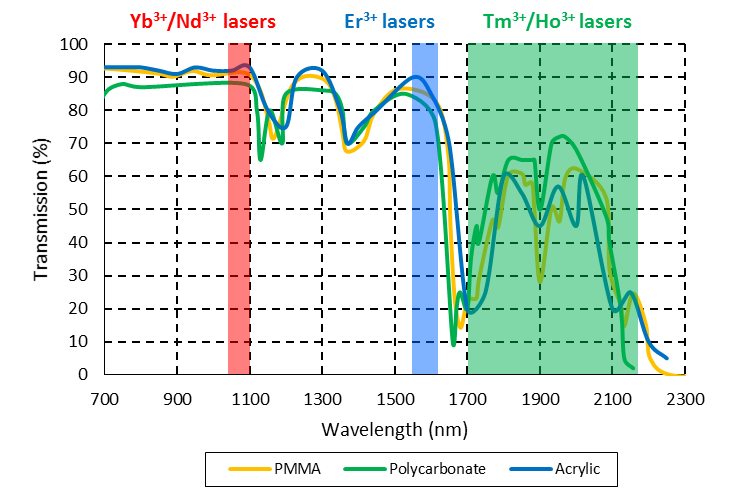 Yb³⁺/Nd³⁺ lasers Er³⁺ lasers Tm³⁺/Ho³⁺ lasers
100
90
80
70
60
50
40
30
20
10
0
Transmission (%)
700 900 1100 1300 1500 1700 1900 2100 2300
Wavelength (nm)
PMMA Polycarbonate Acrylic